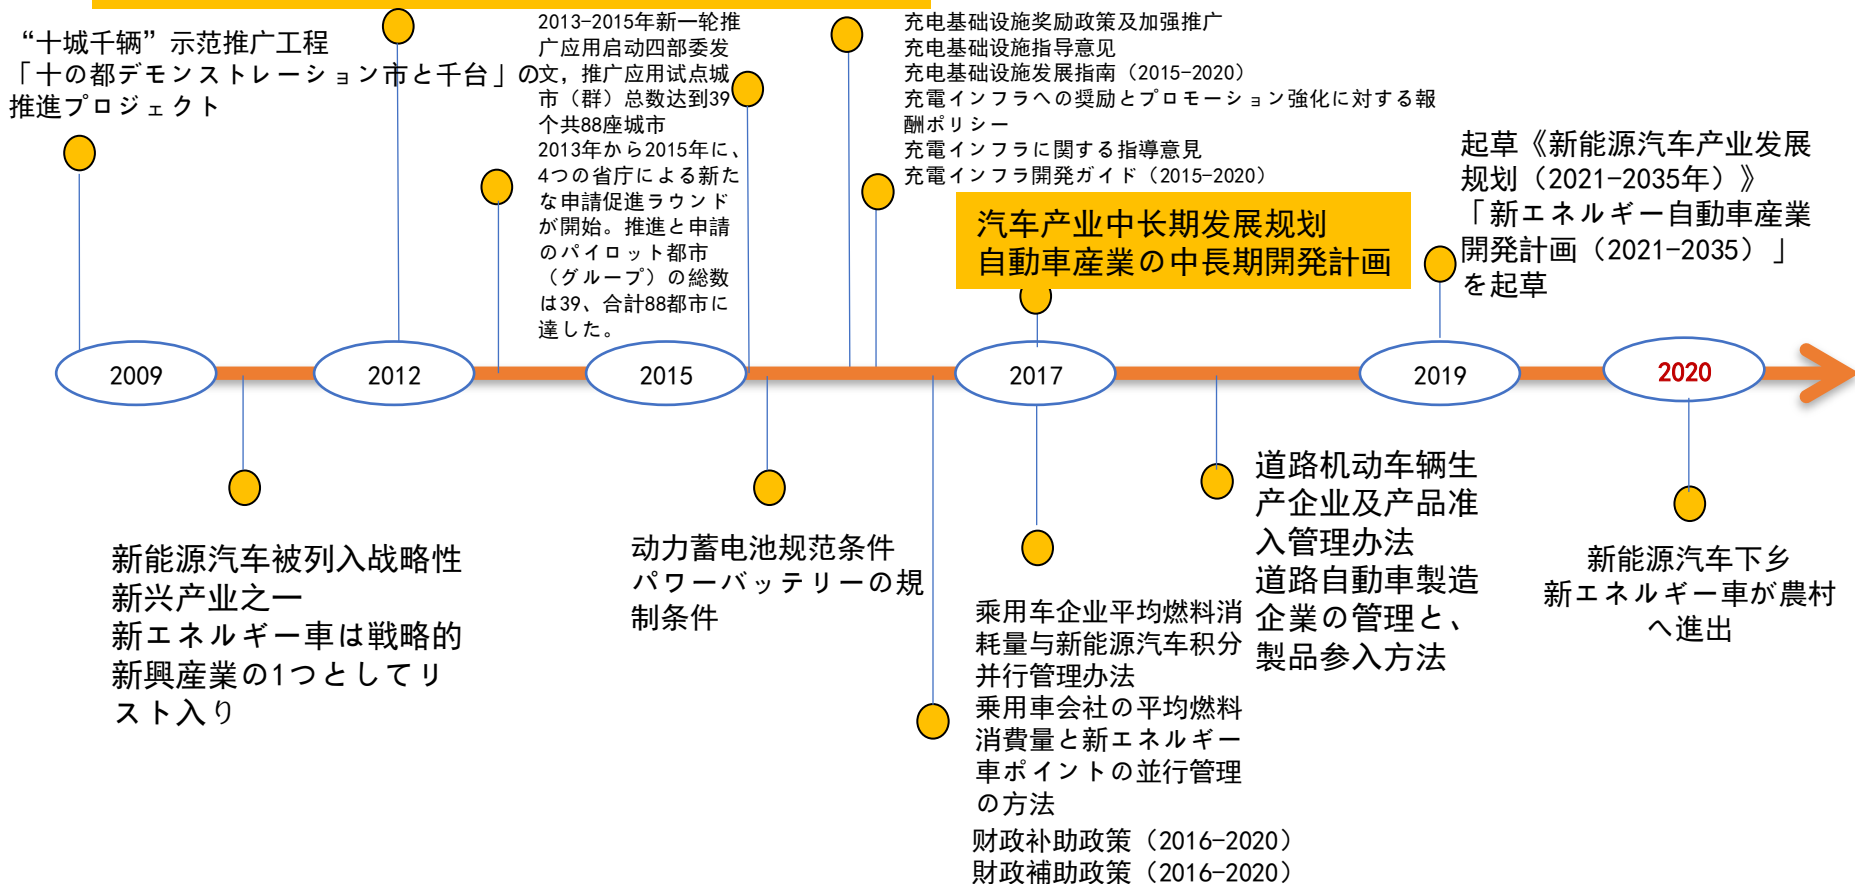 “十城千辆”示范推广工程
「十の都デモンストレーション市と千台」の
推進プロジェクト
2013-2015年新一轮推
广应用启动四部委发
文，推广应用试点城
市（群）总数达到39
个共88座城市
2013年から2015年に、
4つの省庁による新た
な申請促進ラウンド
が開始。推進と申請
のパイロット都市
（グループ）の総数
は39、合計88都市に
達した。
充电基础设施奖励政策及加强推广
充电基础设施指导意见
充电基础设施发展指南（2015-2020）
充電インフラへの奨励とプロモーション強化に対する報
酬ポリシー
充電インフラに関する指導意見
充電インフラ開発ガイド（2015-2020）
汽车产业中长期发展规划
自動車産業の中長期開発計画
起草《新能源汽车产业发展
规划（2021-2035年）》
「新エネルギー自動車産業
開発計画（2021-2035）」
を起草
2009
2012
2015
2017
2019
2020
新能源汽车被列入战略性
新兴产业之一
新エネルギー車は戦略的
新興産業の1つとしてリ
スト入り
动力蓄电池规范条件
パワーバッテリーの規
制条件
乘用车企业平均燃料消
耗量与新能源汽车积分
并行管理办法
乗用車会社の平均燃料
消費量と新エネルギー
車ポイントの並行管理
の方法
财政补助政策（2016-2020）
財政補助政策（2016-2020）
道路机动车辆生
产企业及产品准
入管理办法
道路自動車製造
企業の管理と、
製品参入方法
新能源汽车下乡
新エネルギー車が農村
へ進出